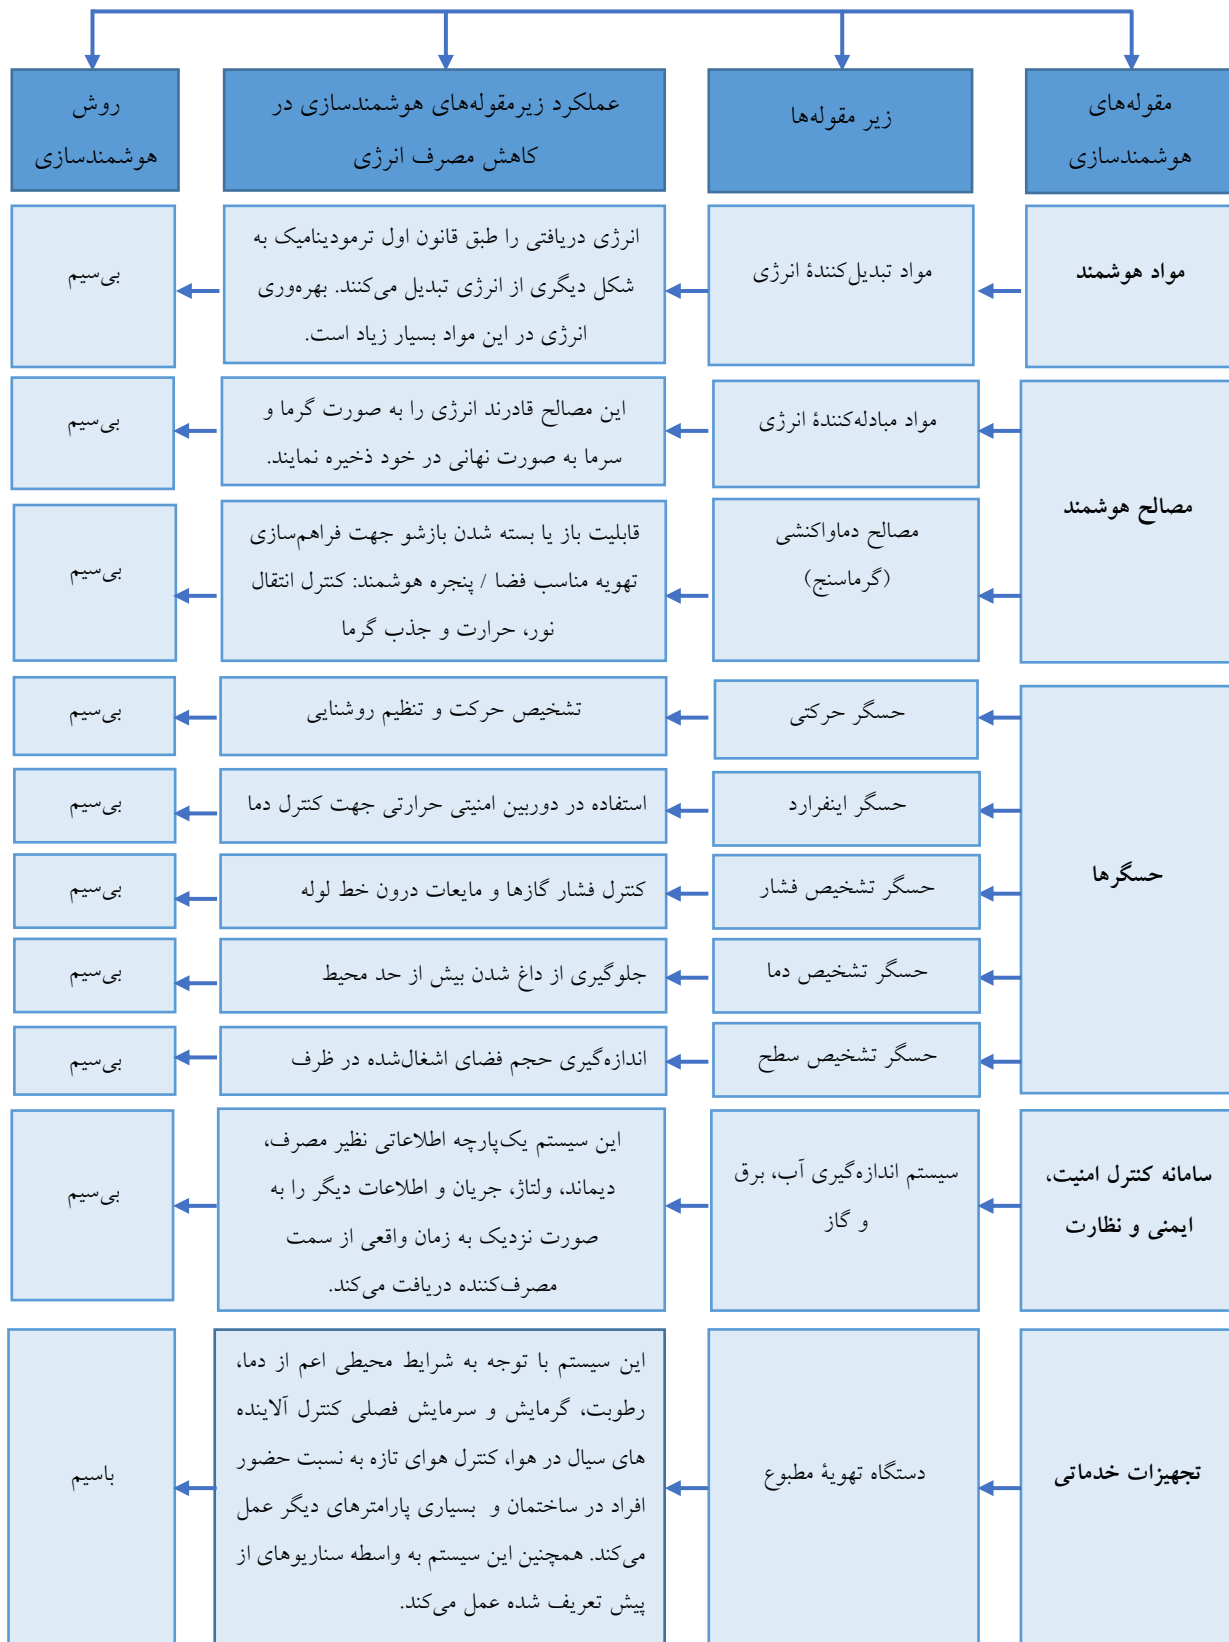 مقوله‌های
هوشمندسازی
زیر مقوله‌ها
عملکرد زیرمقوله‌های هوشمندسازی در
کاهش مصرف انرژی
روش
هوشمندسازی
مواد هوشمند
مواد تبدیل‌کنندۀ انرژی
انرژی دریافتی را طبق قانون اول ترمودینامیک به
شکل دیگری از انرژی تبدیل می‌کنند. بهره‌وری
انرژی در این مواد بسیار زیاد است.
بی‌سیم
مصالح هوشمند
مواد مبادله‌کنندۀ انرژی
این مصالح قادرند انرژی را به صورت گرما و
سرما به صورت نهانی در خود ذخیره نمایند.
بی‌سیم
مصالح دماواکنشی
(گرماسنج)
قابلیت باز یا بسته شدن بازشو جهت فراهم‌سازی
تهویه مناسب فضا / پنجره هوشمند: کنترل انتقال
نور، حرارت و جذب گرما
بی‌سیم
حسگرها
حسگر حرکتی
تشخیص حرکت و تنظیم روشنایی
بی‌سیم
حسگر اینفرارد
استفاده در دوربین امنیتی حرارتی جهت کنترل دما
بی‌سیم
حسگر تشخیص فشار
کنترل فشار گازها و مایعات درون خط لوله
بی‌سیم
حسگر تشخیص دما
جلوگیری از داغ شدن بیش از حد محیط
بی‌سیم
حسگر تشخیص سطح
اندازه‌گیری حجم فضای اشغال‌شده در ظرف
بی‌سیم
سامانه کنترل امنیت،
ایمنی و نظارت
سیستم اندازه‌گیری آب، برق
و گاز
این سیستم یک‌پارچه اطلاعاتی نظیر مصرف،
دیماند، ولتاژ، جریان و اطلاعات دیگر را به
صورت نزدیک به زمان واقعی از سمت
مصرف‌کننده دریافت می‌کند.
بی‌سیم
تجهیزات خدماتی
دستگاه تهویۀ مطبوع
این سیستم با توجه به شرایط محیطی اعم از دما،
رطوبت، گرمایش و سرمایش فصلی کنترل آلاینده
های سیال در هوا، کنترل هوای تازه به نسبت حضور
افراد در ساختمان و بسیاری پارامترهای دیگر عمل
می‌کند. همچنین این سیستم به واسطه سناریوهای از
پیش تعریف شده عمل می‌کند.
باسیم